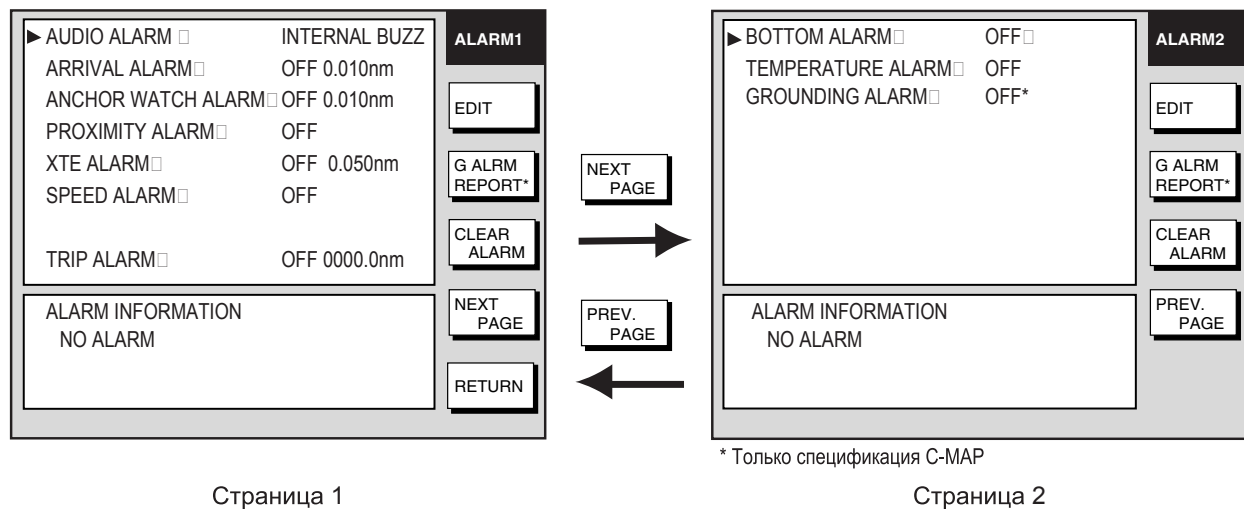 ▶ AUDIO ALARM □ INTERNAL BUZZ
ARRIVAL ALARM□ OFF 0.010nm
ANCHOR WATCH ALARM□ OFF 0.010nm
PROXIMITY ALARM□ OFF
XTE ALARM□ OFF 0.050nm
SPEED ALARM□ OFF
TRIP ALARM□ OFF 0000.0nm
ALARM INFORMATION
NO ALARM
ALARM1
EDIT
G ALRM
REPORT*
CLEAR
ALARM
NEXT
PAGE
RETURN
NEXT
PAGE
PREV.
PAGE
▶ BOTTOM ALARM□ OFF□
TEMPERATURE ALARM□ OFF
GROUNDING ALARM□ OFF*
ALARM INFORMATION
NO ALARM
ALARM2
EDIT
G ALRM
REPORT*
CLEAR
ALARM
PREV.
PAGE
* Только спецификация C-MAP
Страница 1
Страница 2